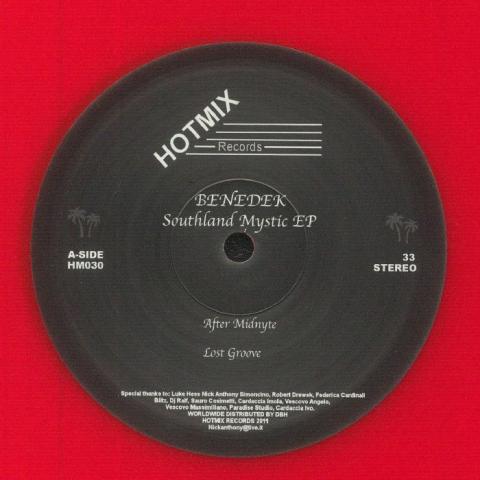 HOTMIX
Records
BENEDEK
Southland Mystic EP
A-SIDE
HM030
33
STEREO
After Midnyte
Lost Groove
Special thanks to: Luke Hess Nick Anthony Simoncino, Robert Drewek, Federica Cardinali
Blitz, Dj Ralf, Sauro Cosimetti, Cardaccia Imola, Vescovo Angelo,
Vescovo Massimiliano, Paradise Studio, Cardaccia Ivo.
WORLDWIDE DISTRIBUTED BY DBH
HOTMIX RECORDS 2011
Nickanthony@live.it